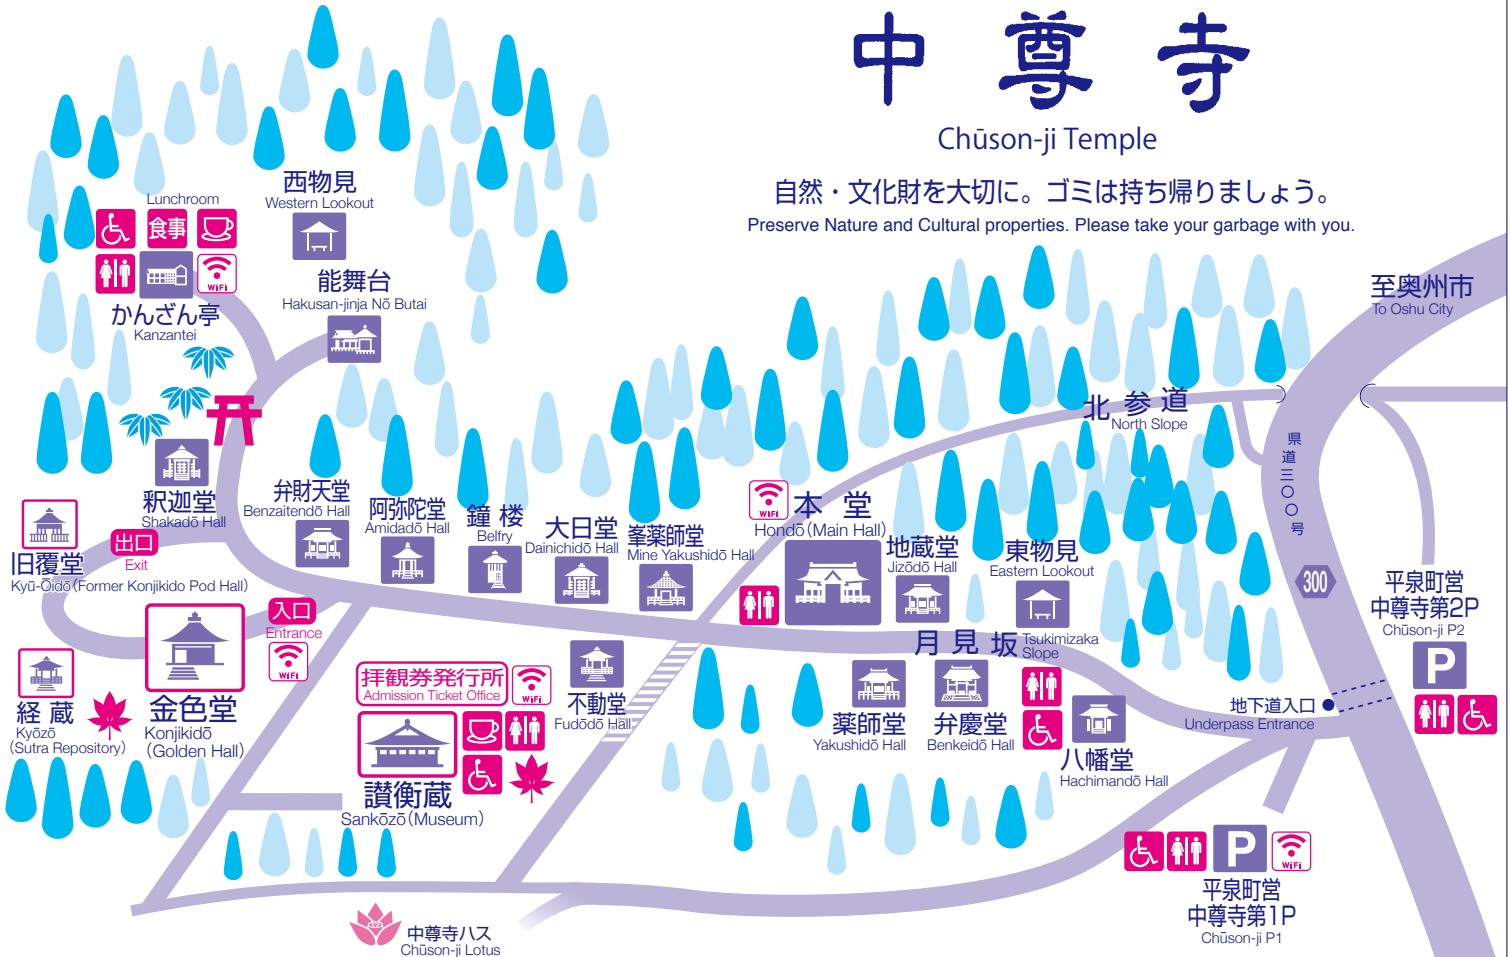 中尊寺
Chūson-ji Temple
自然・文化財を大切に。ゴミは持ち帰りましょう。
Preserve Nature and Cultural properties. Please take your garbage with you.
西物見
Western Lookout
Lunchroom
食事
WiFi
かんざん亭
Kanzantei
能舞台
Hakusan-jinja Nō Butai
至奥州市
To Oshu City
北参道
North Slope
県道三〇〇号
300
釈迦堂
Shakadō Hall
弁財天堂
Benzaitendō Hall
阿弥陀堂
Amidadō Hall
鐘楼
Belfry
大日堂
Dainichidō Hall
峯薬師堂
Mine Yakushidō Hall
WiFi
本堂
Hondō(Main Hall)
地蔵堂
Jizōdō Hall
東物見
Eastern Lookout
旧覆堂
Kyū-Ōidō(Former Konjikido Pod Hall)
出口
Exit
入口
Entrance
WiFi
経蔵
Kyōzō
(Sutra Repository)
金色堂
Konjikidō
(Golden Hall)
拝観券発行所
Admission Ticket Office
WiFi
讃衡蔵
Sankōzō(Museum)
不動堂
Fudōdō Hall
月見坂
Tsukimizaka
Slope
薬師堂
Yakushidō Hall
弁慶堂
Benkeidō Hall
八幡堂
Hachimandō Hall
地下道入口
Underpass Entrance
平泉町営
中尊寺第2P
Chūson-ji P2
P
P
WiFi
平泉町営
中尊寺第1P
Chūson-ji P1
中尊寺ハス
Chūson-ji Lotus